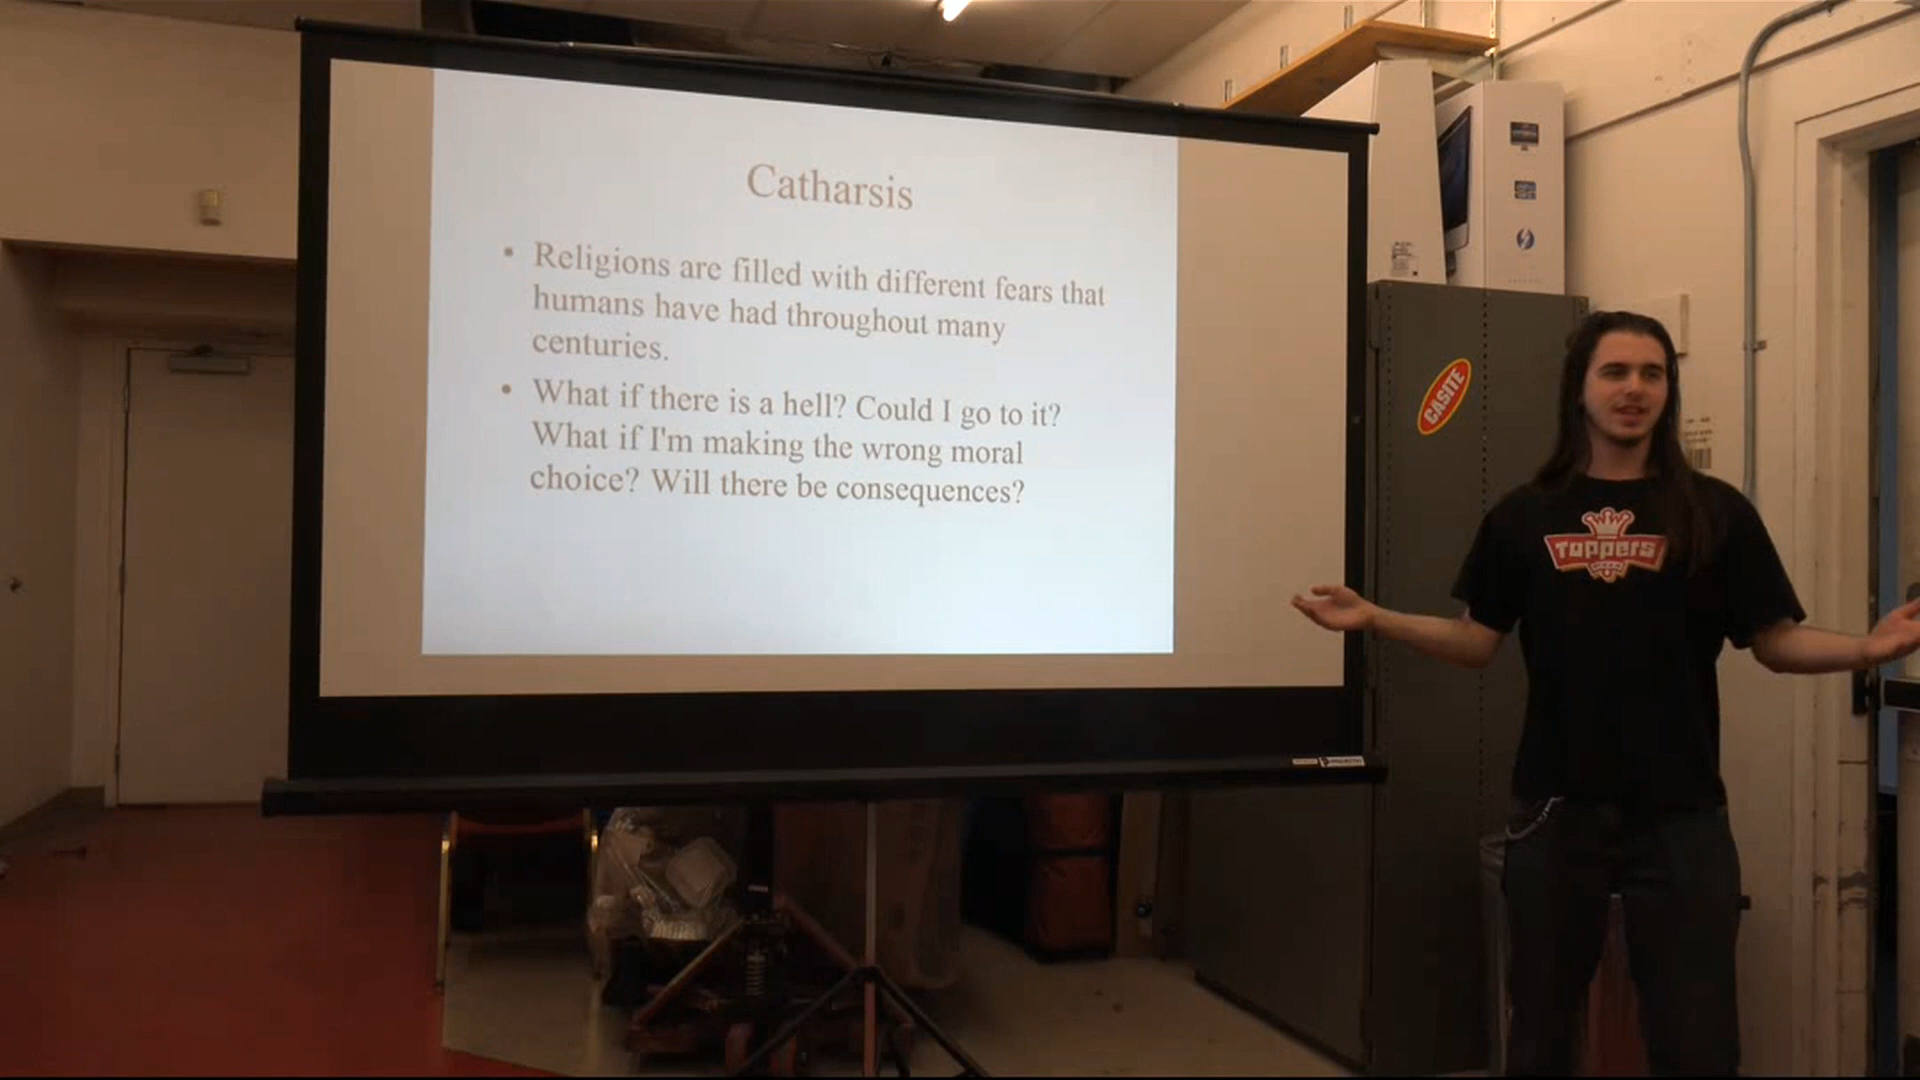 Catharsis
• Religions are filled with different fears that
humans have had throughout many
centuries.
• What if there is a hell? Could I go to it?
What if I'm making the wrong moral
choice? Will there be consequences?
CASITE
Toppers